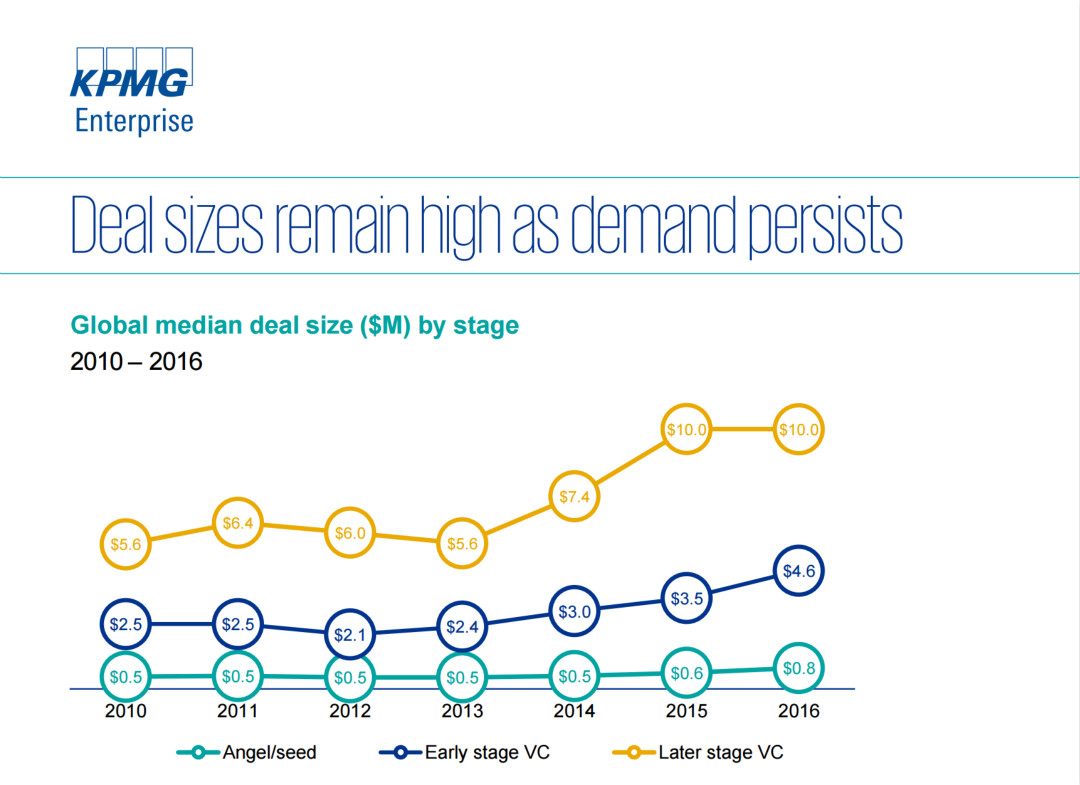 KPMG
Enterprise
Deal sizes remain high as demand persists
Global median deal size ($M) by stage
2010 – 2016
$10.0 $10.0
$7.4
$5.6 $6.4 $6.0 $5.6
$4.6
$2.5 $2.5 $2.1 $2.4 $3.0 $3.5
$0.5 $0.5 $0.5 $0.5 $0.5 $0.6 $0.8
2010 2011 2012 2013 2014 2015 2016
Angel/seed Early stage VC Later stage VC